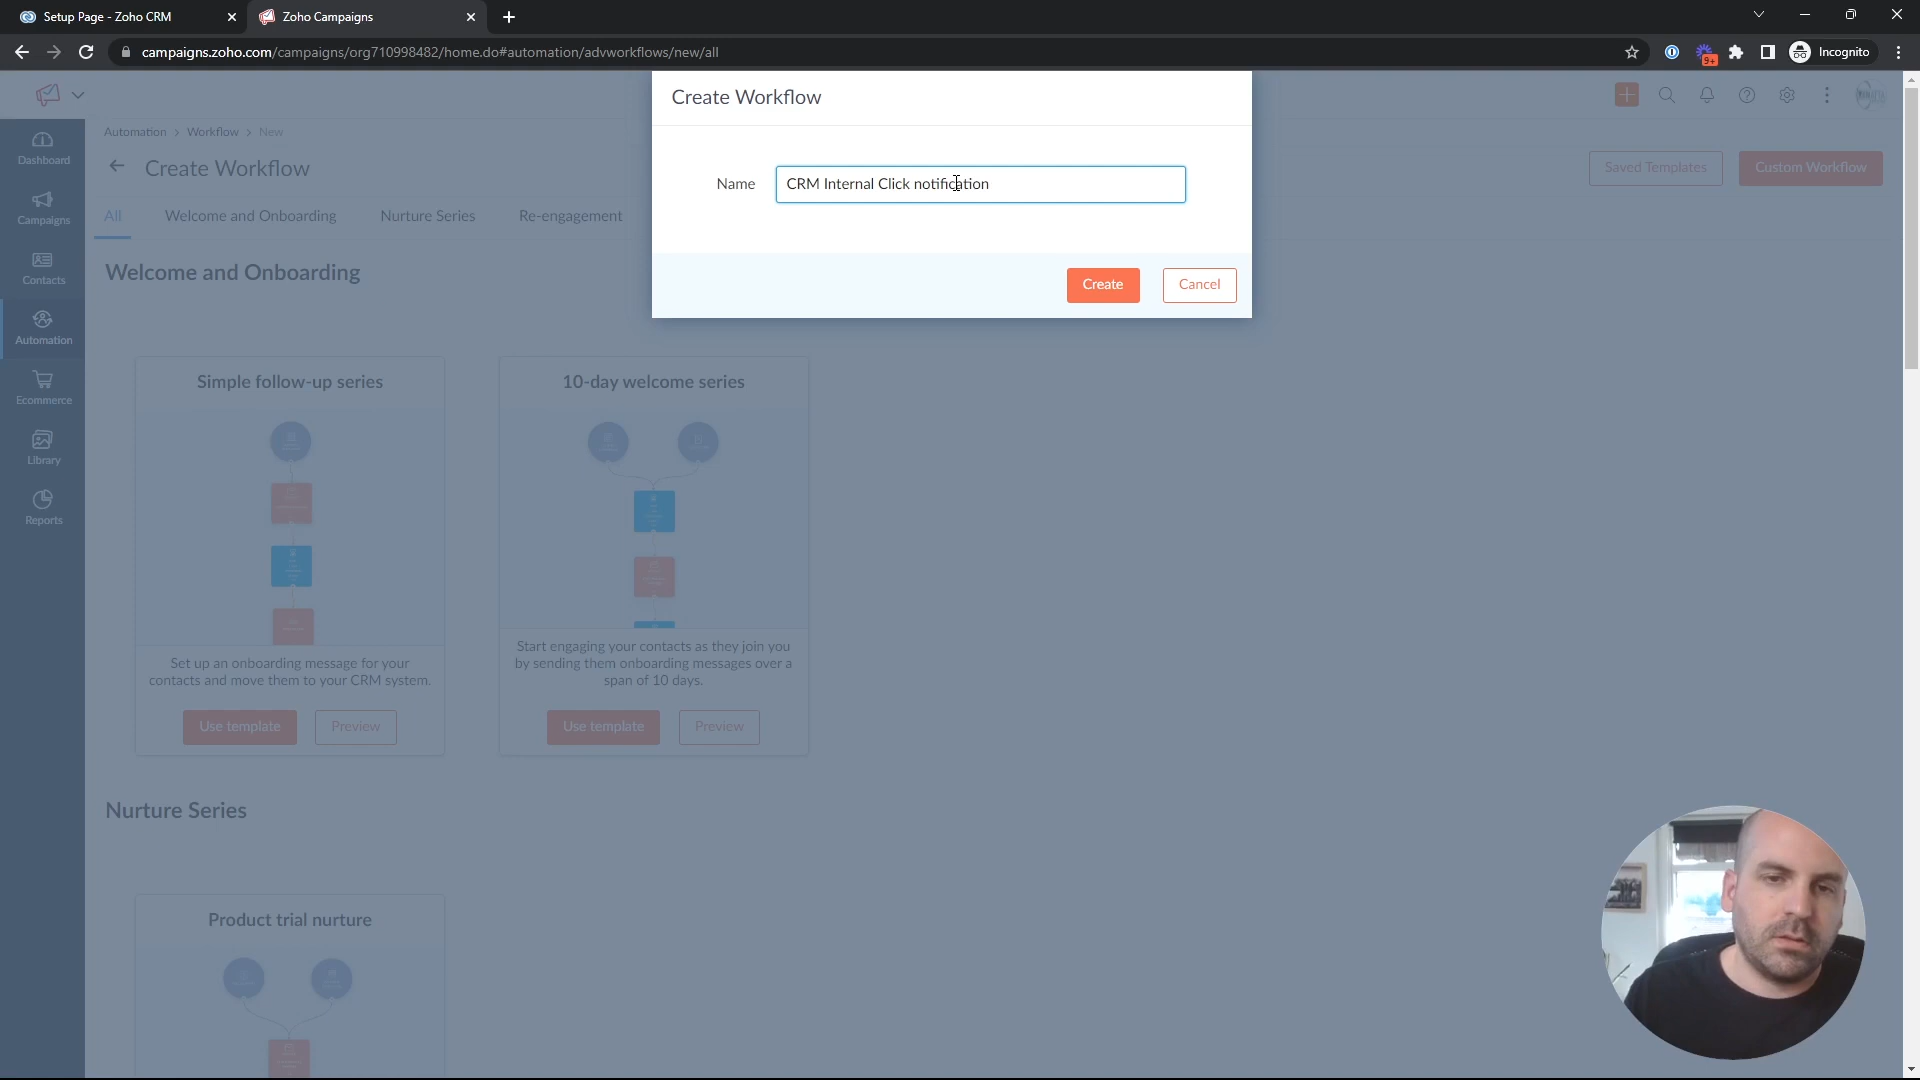 Setup Page - Zoho CRM
Zoho Campaigns
campaigns.zoho.com/campaigns/org710998482/home.do#automation/advworkflows/new/all
9+
Incognito
Create Workflow
Automation > Workflow > New
Create Workflow
Name
CRM Internal Click notification
Saved Templates
Custom Workflow
All
Welcome and Onboarding
Nurture Series
Re-engagement
Create
Cancel
Dashboard
Campaigns
Contacts
Automation
Ecommerce
Library
Reports
Welcome and Onboarding
Simple follow-up series
10-day welcome series
Set up an onboarding message for your
contacts and move them to your CRM system.
Start engaging your contacts as they join you
by sending them onboarding messages over a
span of 10 days.
Use template
Preview
Use template
Preview
Nurture Series
Product trial nurture